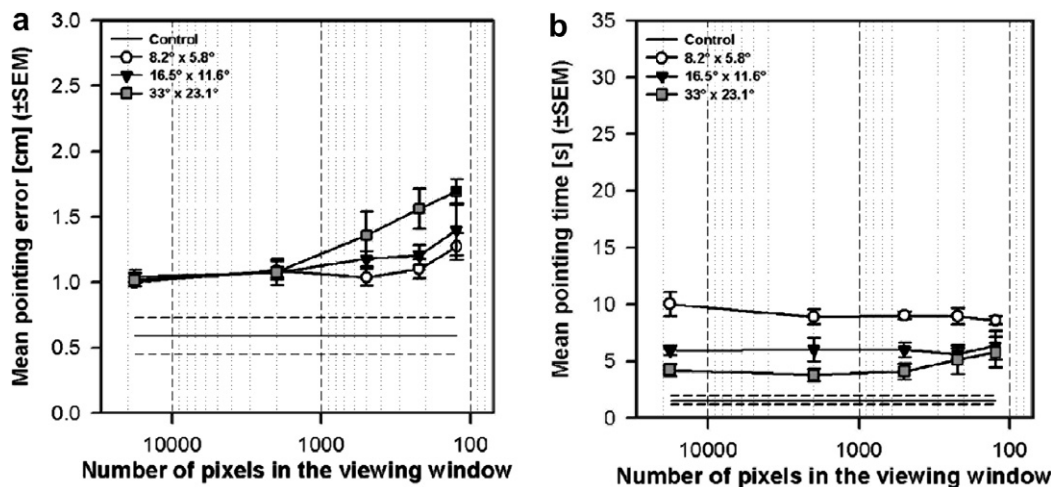 a
Mean pointing error [cm] (±SEM)
3.0
2.5
2.0
1.5
1.0
0.5
0.0
Control
8.2° x 5.8°
16.5° x 11.6°
33° x 23.1°
10000 1000 100
Number of pixels in the viewing window
b
Mean pointing time [s] (±SEM)
35
30
25
20
15
10
5
0
Control
8.2° x 5.8°
16.5° x 11.6°
33° x 23.1°
10000 1000 100
Number of pixels in the viewing window